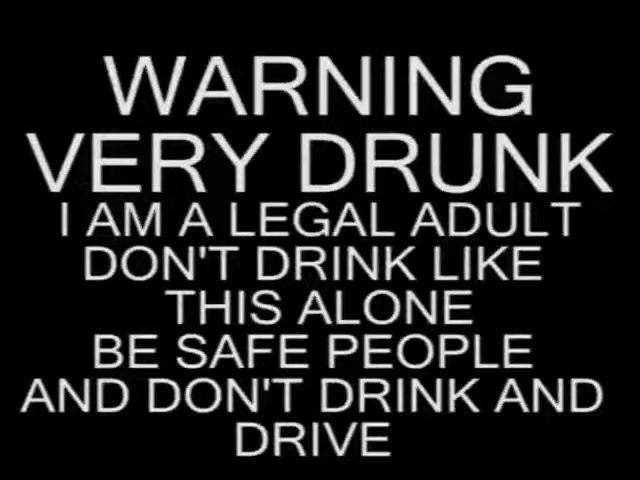 WARNING
VERY DRUNK
I AM A LEGAL ADULT
DON'T DRINK LIKE
THIS ALONE
BE SAFE PEOPLE
AND DON'T DRINK AND
DRIVE